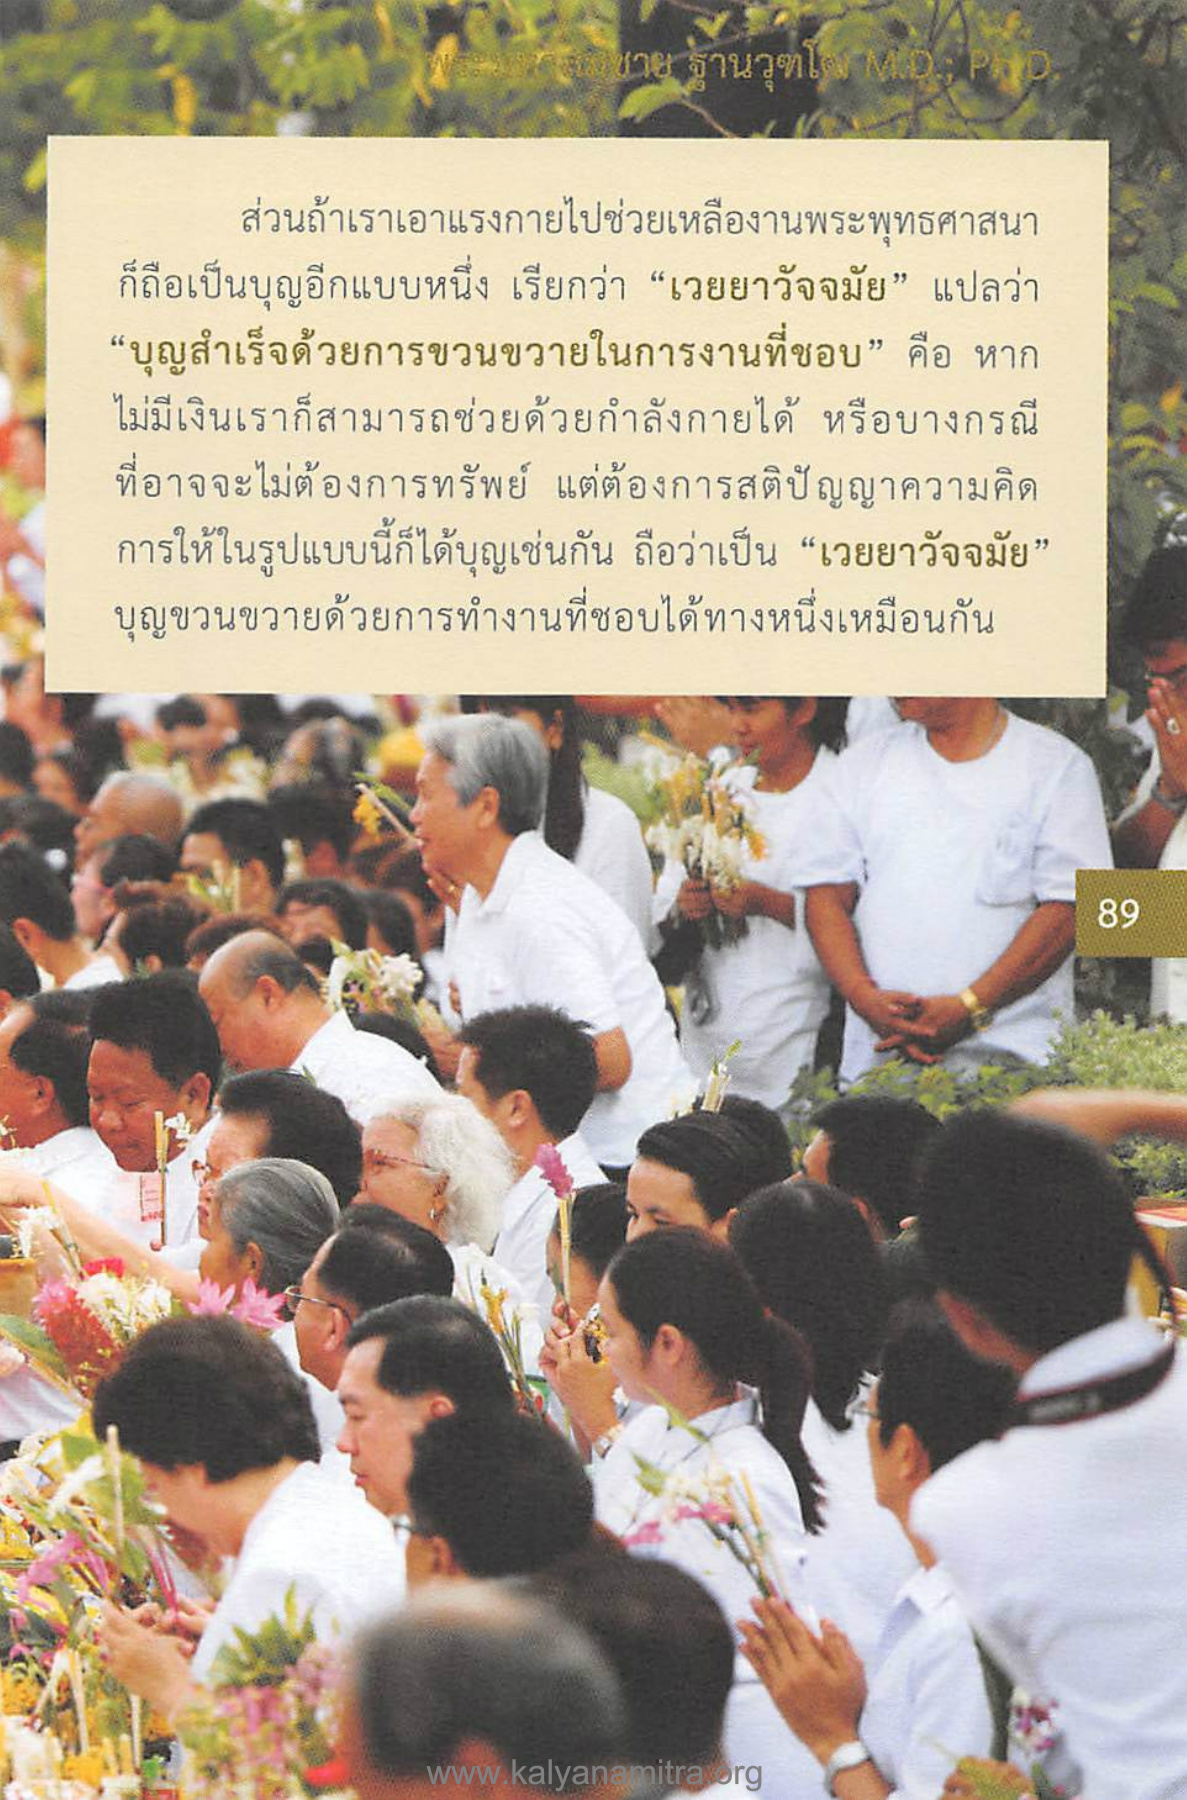 ฐานวุฑโฒ M.D.; Ph.D.
ส่วนถ้าเราเอาแรงกายไปช่วยเหลืองานพระพุทธศาสนา
ก็ถือเป็นบุญอีกแบบหนึ่ง เรียกว่า “เวยยาวัจจมัย” แปลว่า
“บุญสำเร็จด้วยการขวนขวายในการงานที่ชอบ” คือ หาก
ไม่มีเงินเราก็สามารถช่วยด้วยกำลังกายได้ หรือบางกรณี
ที่อาจจะไม่ต้องการทรัพย์ แต่ต้องการสติปัญญาความคิด
การให้ในรูปแบบนี้ก็ได้บุญเช่นกัน ถือว่าเป็น “เวยยาวัจจมัย”
บุญขวนขวายด้วยการทำงานที่ชอบได้ทางหนึ่งเหมือนกัน
89
www.kalyanamitra.org